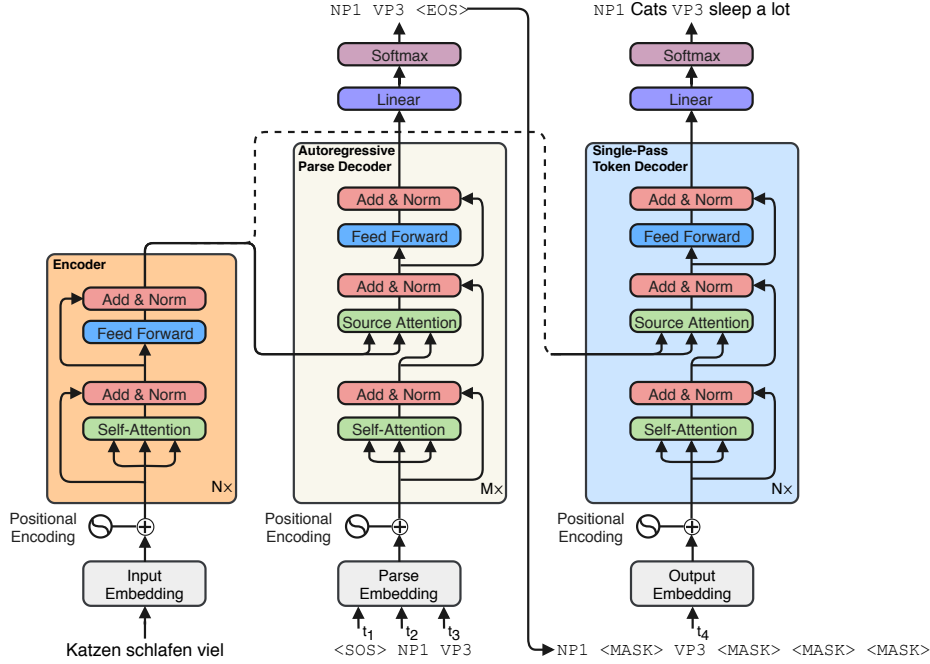 NP1 VP3 <EOS>
Softmax
Linear
Autoregressive
Parse Decoder
Add & Norm
Feed Forward
Add & Norm
Source Attention
Add & Norm
Self-Attention
M×
Positional
Encoding
Parse
Embedding
t1 t2 t3
<SOS> NP1 VP3
Encoder
Add & Norm
Feed Forward
Add & Norm
Self-Attention
N×
Positional
Encoding
Input
Embedding
Katzen schlafen viel
NP1 Cats VP3 sleep a lot
Softmax
Linear
Single-Pass
Token Decoder
Add & Norm
Feed Forward
Add & Norm
Source Attention
Add & Norm
Self-Attention
N×
Positional
Encoding
Output
Embedding
t4
NP1 <MASK> VP3 <MASK> <MASK> <MASK>